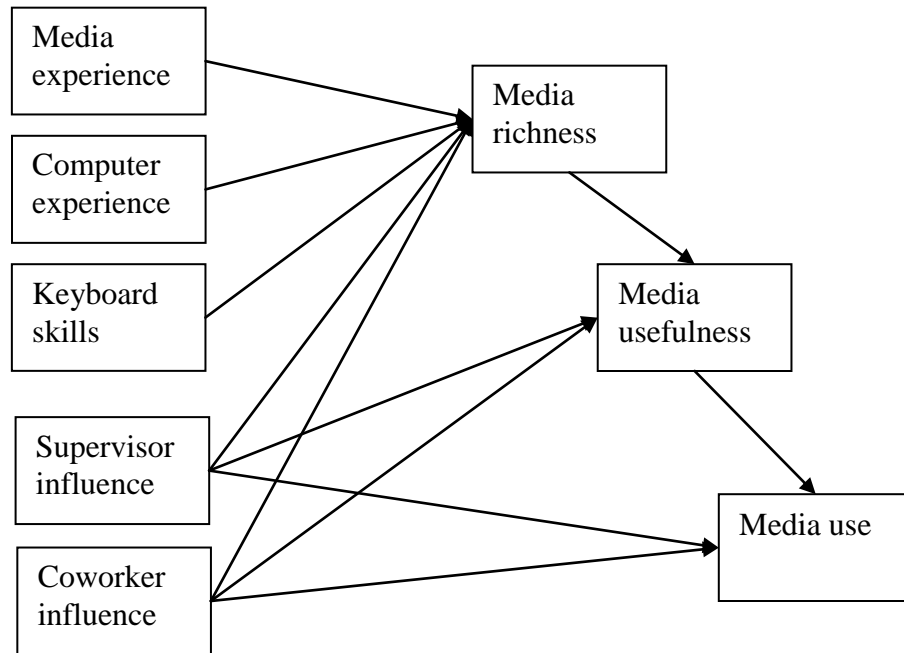 Media
experience
Computer
experience
Keyboard
skills
Supervisor
influence
Coworker
influence
Media
richness
Media
usefulness
Media use